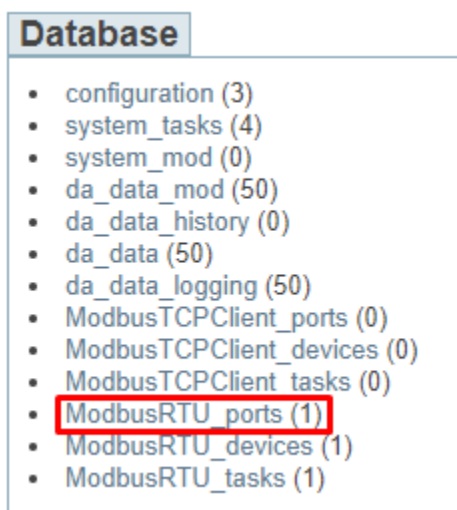 Database
configuration (3)
system_tasks (4)
system_mod (0)
da_data_mod (50)
da_data_history (0)
da_data (50)
da_data_logging (50)
ModbusTCPClient_ports (0)
ModbusTCPClient_devices (0)
ModbusTCPClient_tasks (0)
ModbusRTU_ports (1)
ModbusRTU_devices (1)
ModbusRTU_tasks (1)